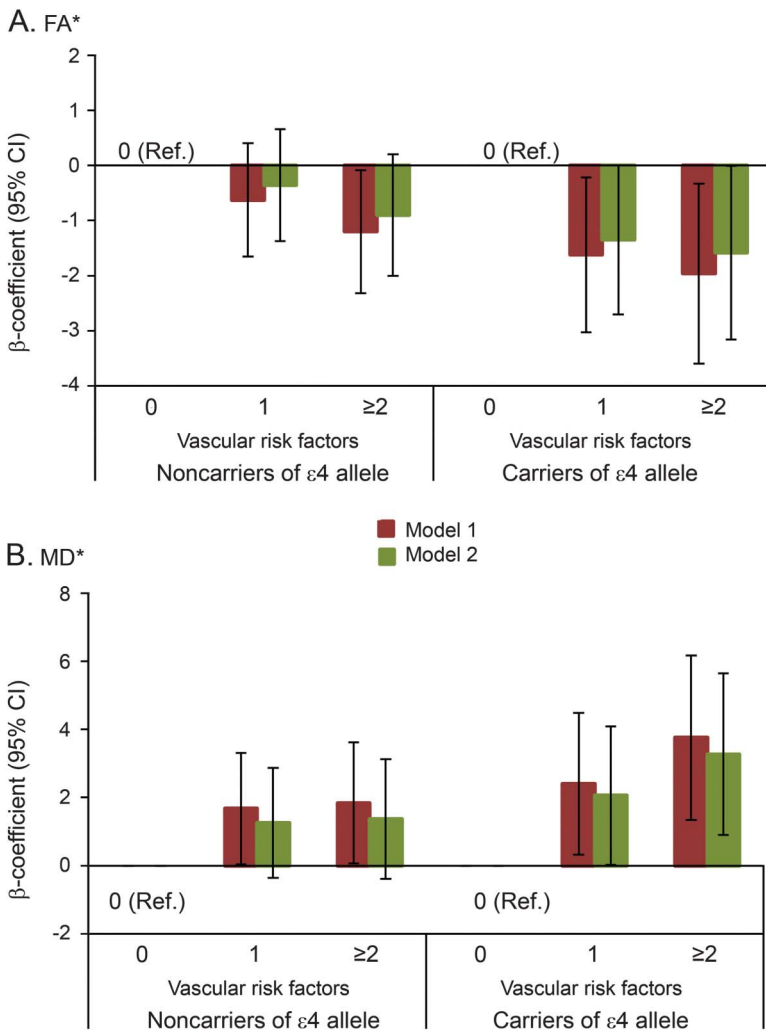 A. FA*
β-coefficient (95% CI)
2
1
0
-1
-2
-3
-4
0 (Ref.)
0 (Ref.)
0
1
≥2
0
1
≥2
Vascular risk factors
Vascular risk factors
Noncarriers of ε4 allele
Carriers of ε4 allele
Model 1
Model 2
B. MD*
β-coefficient (95% CI)
8
6
4
2
0
-2
0 (Ref.)
0 (Ref.)
0
1
≥2
0
1
≥2
Vascular risk factors
Vascular risk factors
Noncarriers of ε4 allele
Carriers of ε4 allele